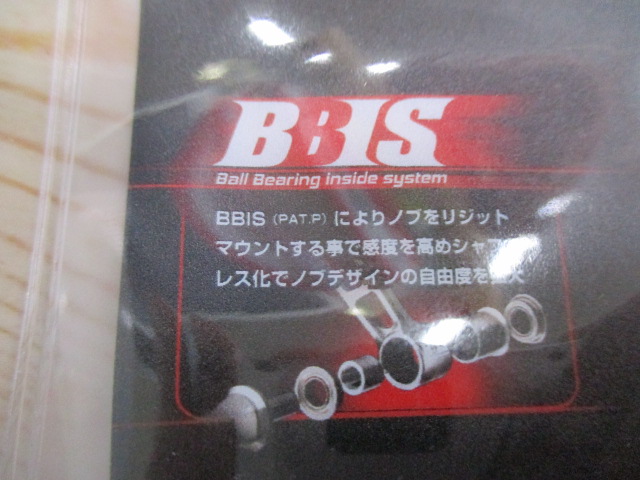 BBIS
Ball Bearing inside system
BBIS (PAT.P) によりノブをリジット
マウントする事で感度を高めシャフ
レス化でノブデザインの自由度を拡大